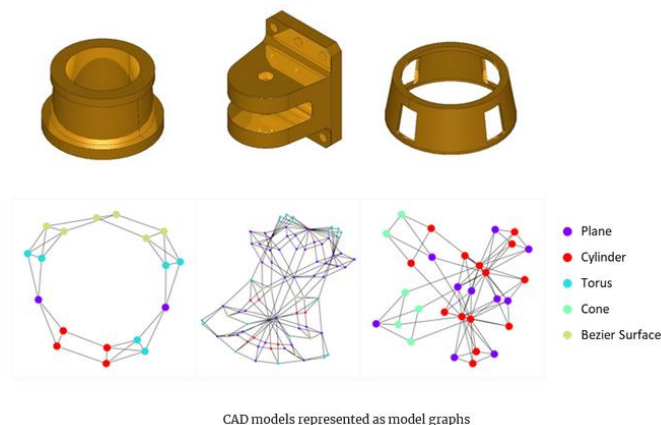 Plane
Cylinder
Torus
Cone
Bezier Surface
CAD models represented as model graphs